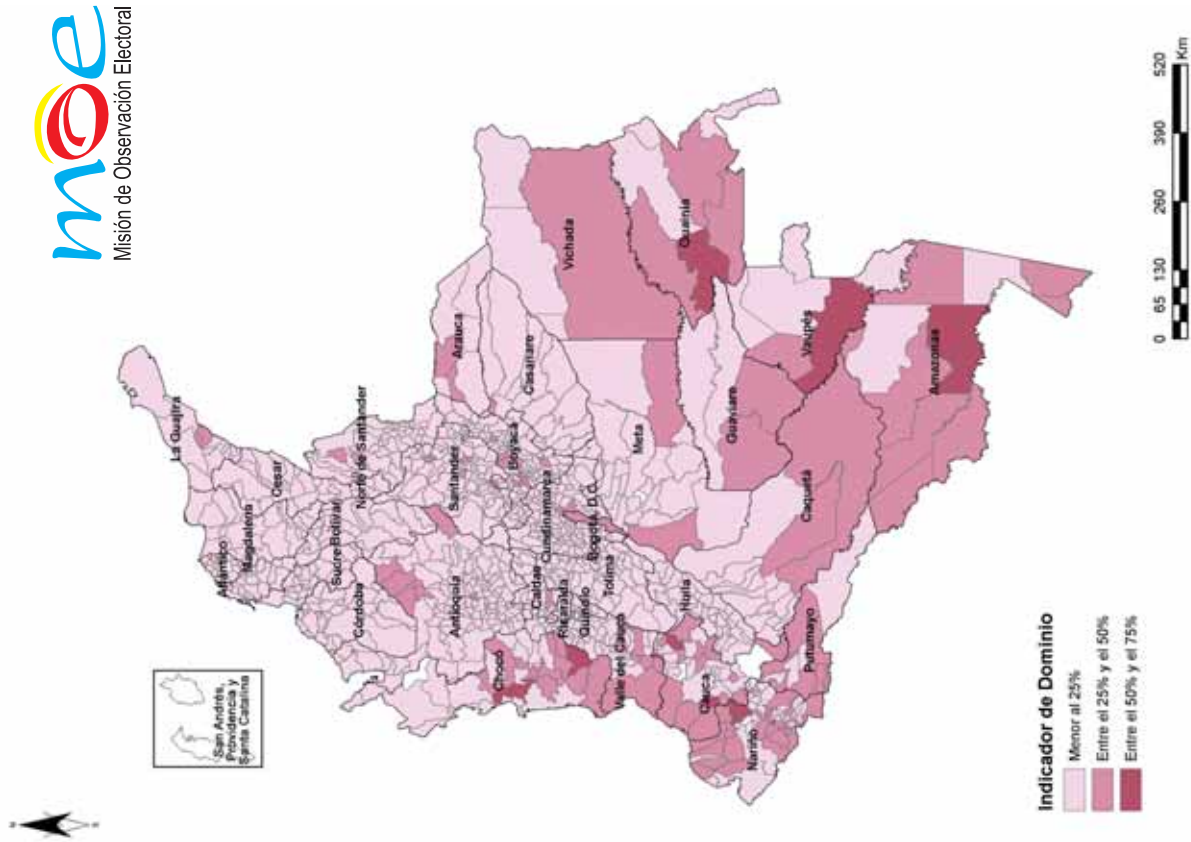 moe
Misión de Observación Electoral
San Andrés,
Providencia y
Santa Catalina
La Guajira
Atlántico
Magdalena
Cesar
Sucre
Bolívar
Norte de Santander
Córdoba
Antioquia
Santander
Arauca
Chocó
Caldas
Risaralda
Quindío
Cundinamarca
Boyacá
Casanare
Bogotá, D.C.
Tolima
Valle del Cauca
Vichada
Meta
Huila
Cauca
Guainía
Guaviare
Nariño
Putumayo
Caquetá
Vaupés
Amazonas
Indicador de Dominio
Menor al 25%
Entre el 25% y el 50%
Entre el 50% y el 75%
0 65 130 260 390 520
Km